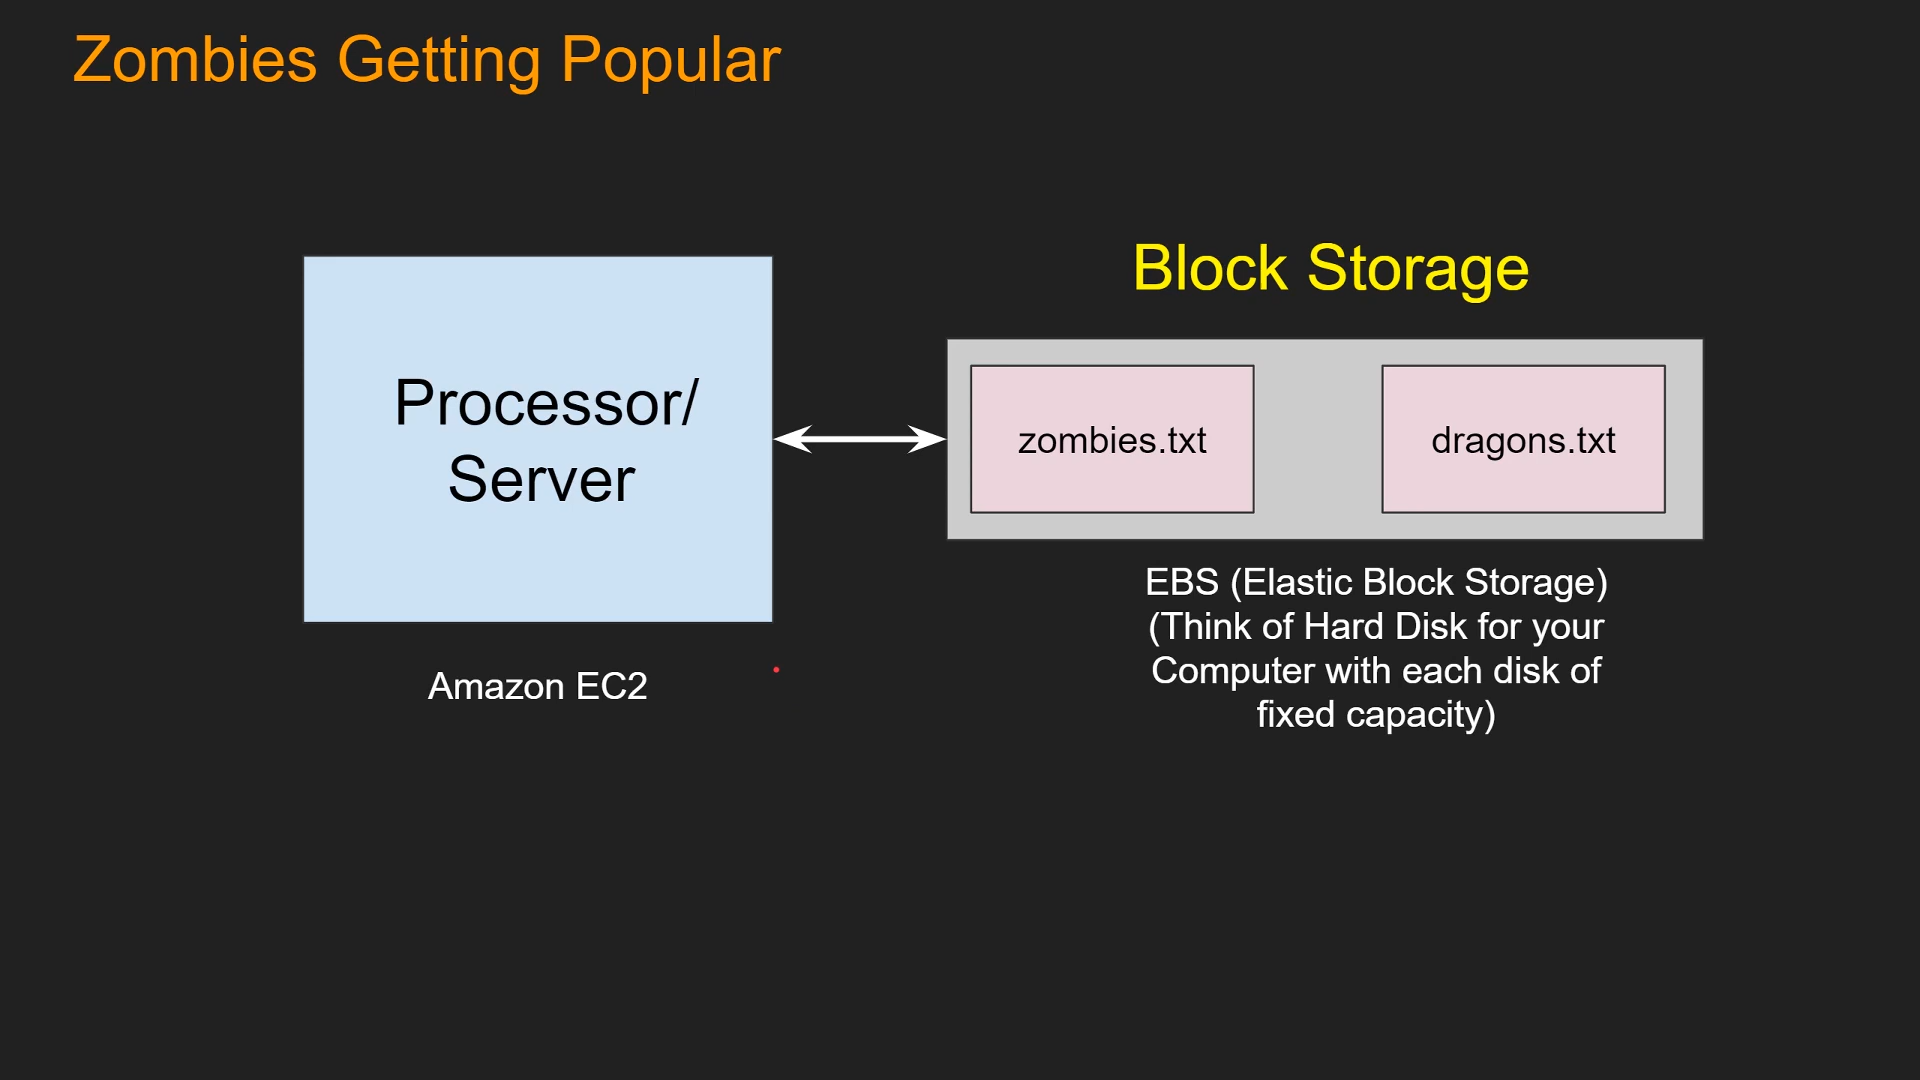 Zombies Getting Popular
Block Storage
Processor/
Server
zombies.txt
dragons.txt
EBS (Elastic Block Storage)
(Think of Hard Disk for your
Computer with each disk of
fixed capacity)
Amazon EC2